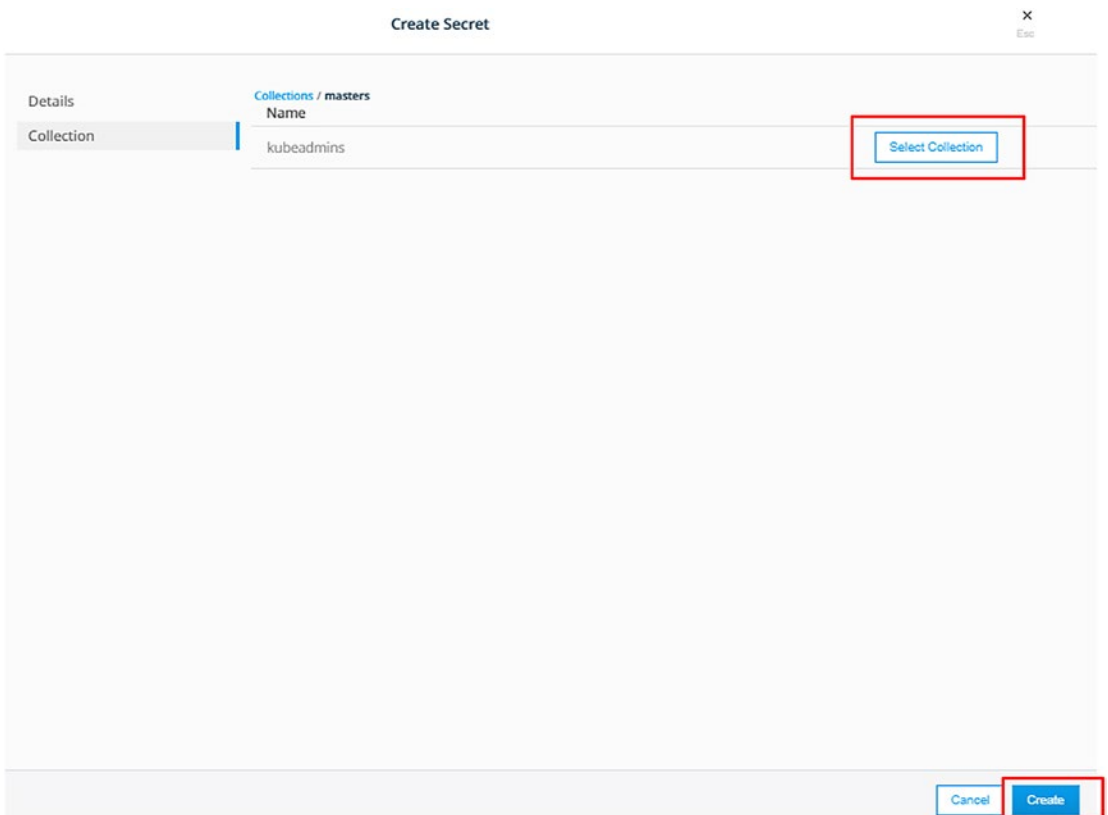 Create Secret
×
Esc
Details
Collection
Collections / masters
Name
kubeadmins
Select Collection
Cancel
Create